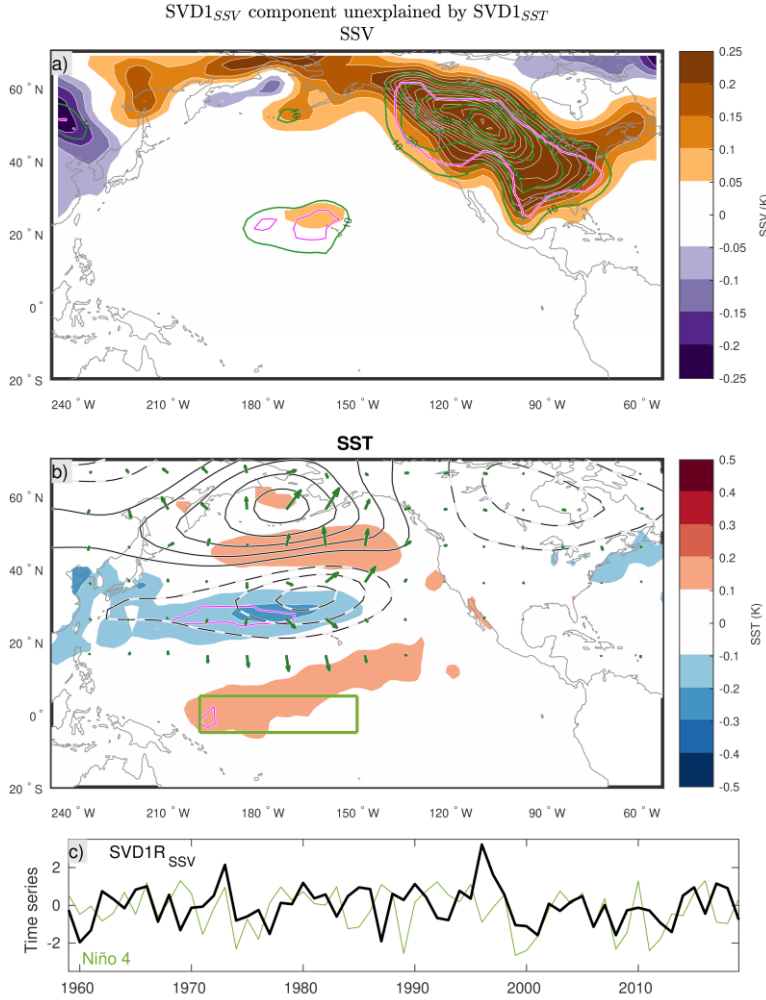 SVD1SSV component unexplained by SVD1SST
SSV
a)
60 ° N
40 ° N
20 ° N
0 °
20 ° S
240 ° W
210 ° W
180 ° W
150 ° W
120 ° W
90 ° W
60 ° W
10
10
0.25
0.2
0.15
0.1
0.05
0
-0.05
-0.1
-0.15
-0.2
-0.25
SSV (K)
SST
b)
60 ° N
40 ° N
20 ° N
0 °
20 ° S
240 ° W
210 ° W
180 ° W
150 ° W
120 ° W
90 ° W
60 ° W
0.5
0.4
0.3
0.2
0.1
0
-0.1
-0.2
-0.3
-0.4
-0.5
SST (K)
c)
SVD1R SSV
Time series
2
0
-2
Niño 4
1960
1970
1980
1990
2000
2010